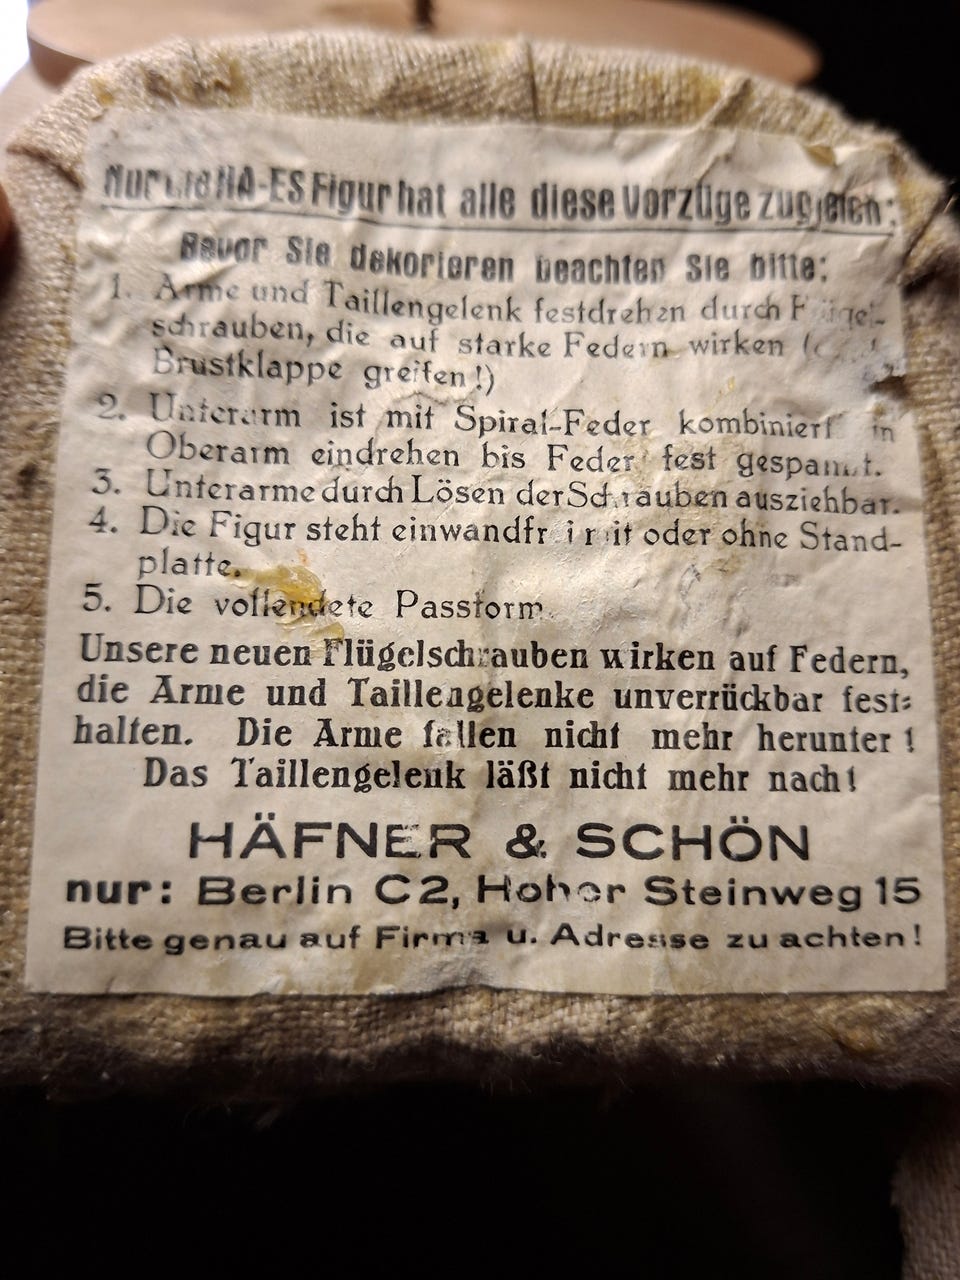 Nur die HA-ES Figur hat alle diese Vorzüge zugleich:
Bevor Sie dekorieren beachten Sie bitte:
1. Arme und Taillengelenk festdrehen durch Flügel-
schrauben, die auf starke Federn wirken
Brustklappe greifen!)
2. Unterarm ist mit Spiral-Feder kombiniert in
Oberarm eindrehen bis Feder fest gespannt.
3. Unterarme durch Lösen der Schrauben ausziehbar.
4. Die Figur steht einwandfrei mit oder ohne Stand-
platte.
5. Die vollendete Passform
Unsere neuen Flügelschrauben wirken auf Federn,
die Arme und Taillengelenke unverrückbar fest-
halten. Die Arme fallen nicht mehr herunter!
Das Taillengelenk läßt nicht mehr nach!
HÄFNER & SCHÖN
nur: Berlin C2, Hoher Steinweg 15
Bitte genau auf Firma u. Adresse zu achten!